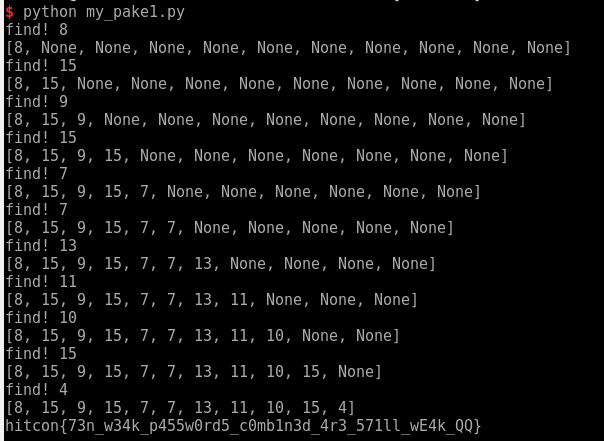 $ python my_pake1.py
find! 8
[8, None, None, None, None, None, None, None, None, None, None]
find! 15
[8, 15, None, None, None, None, None, None, None, None, None]
find! 9
[8, 15, 9, None, None, None, None, None, None, None, None]
find! 15
[8, 15, 9, 15, None, None, None, None, None, None, None]
find! 7
[8, 15, 9, 15, 7, None, None, None, None, None, None]
find! 7
[8, 15, 9, 15, 7, 7, None, None, None, None, None]
find! 13
[8, 15, 9, 15, 7, 7, 13, None, None, None, None]
find! 11
[8, 15, 9, 15, 7, 7, 13, 11, None, None, None]
find! 10
[8, 15, 9, 15, 7, 7, 13, 11, 10, None, None]
find! 15
[8, 15, 9, 15, 7, 7, 13, 11, 10, 15, None]
find! 4
[8, 15, 9, 15, 7, 7, 13, 11, 10, 15, 4]
hitcon{73n_w34k_p455w0rd5_c0mb1n3d_4r3_571ll_wE4k_QQ}